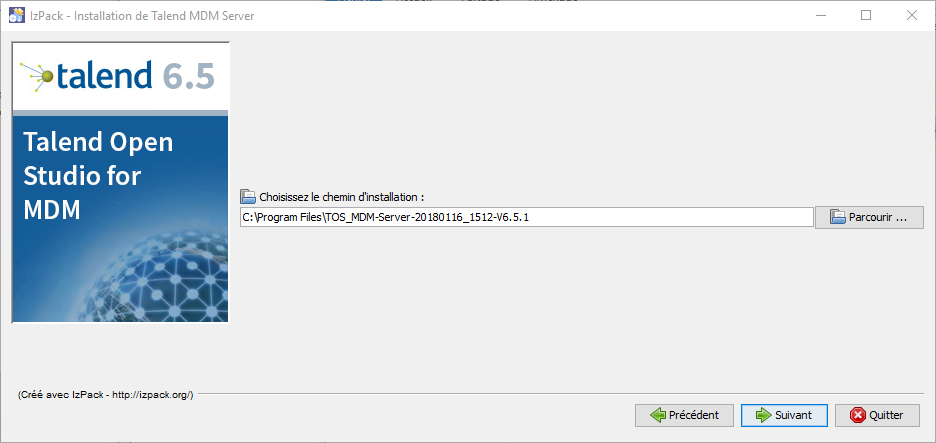 IzPack - Installation de Talend MDM Server
talend 6.5
Talend Open
Studio for
MDM
Choisissez le chemin d'installation :
C:\Program Files\TOS_MDM-Server-20180116_1512-V6.5.1
Parcourir ...
(Créé avec IzPack - http://izpack.org/)
Précédent
Suivant
Quitter